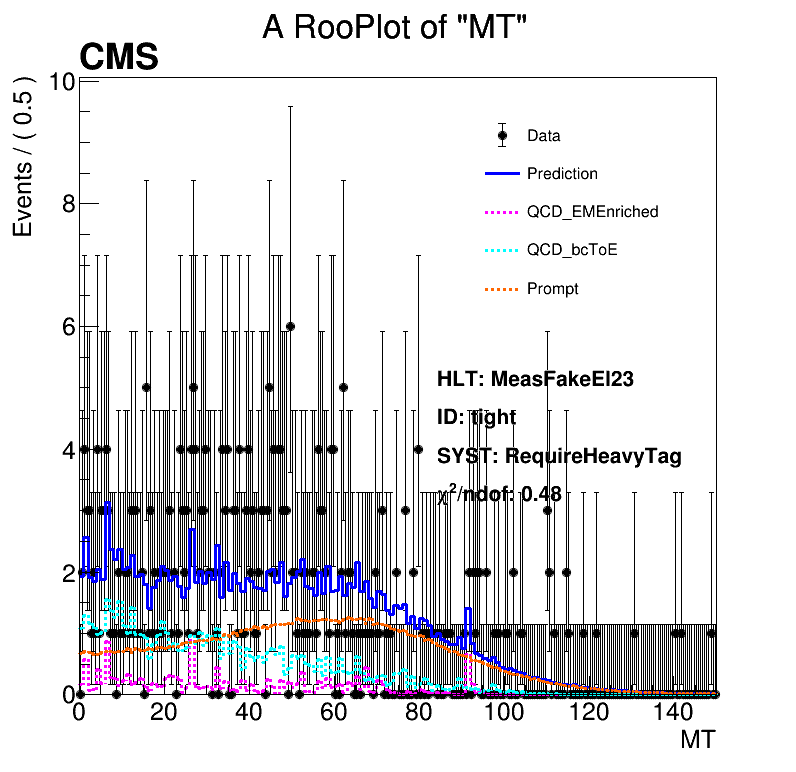 A RooPlot of "MT"
CMS
Events / ( 0.5 )
10
8
6
4
2
0
Data
Prediction
QCD_EMEnriched
QCD_bcToE
Prompt
HLT: MeasFakeEl23
ID: tight
SYST: RequireHeavyTag
χ²/ndof: 0.48
0 20 40 60 80 100 120 140
MT